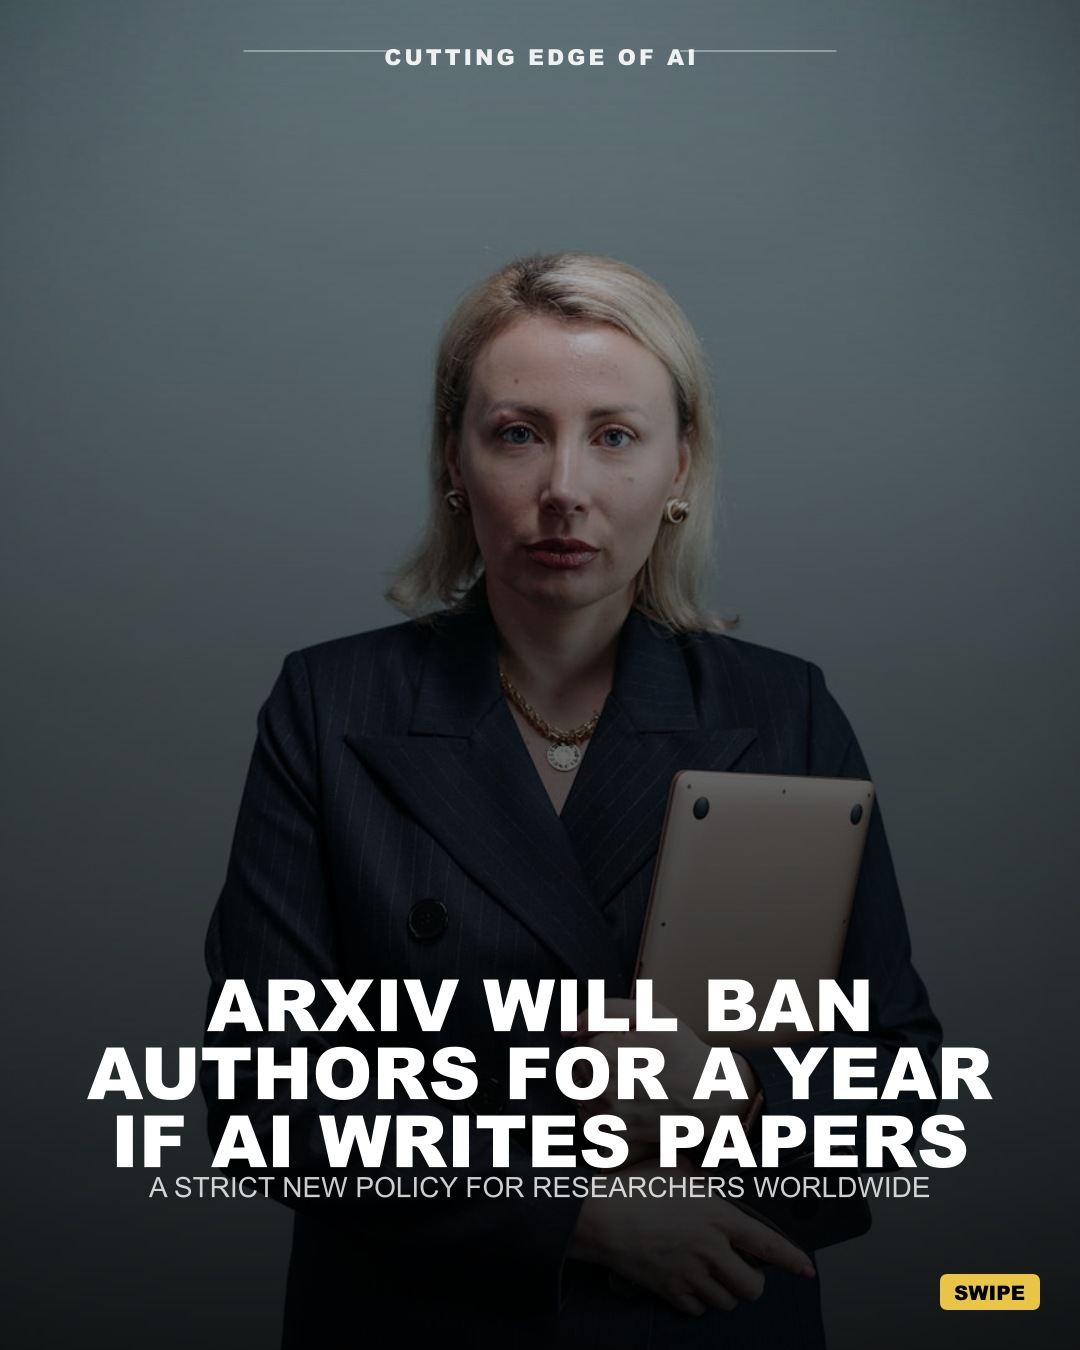 CUTTING EDGE OF AI
ARXIV WILL BAN
AUTHORS FOR A YEAR
IF AI WRITES PAPERS
A STRICT NEW POLICY FOR RESEARCHERS WORLDWIDE
SWIPE